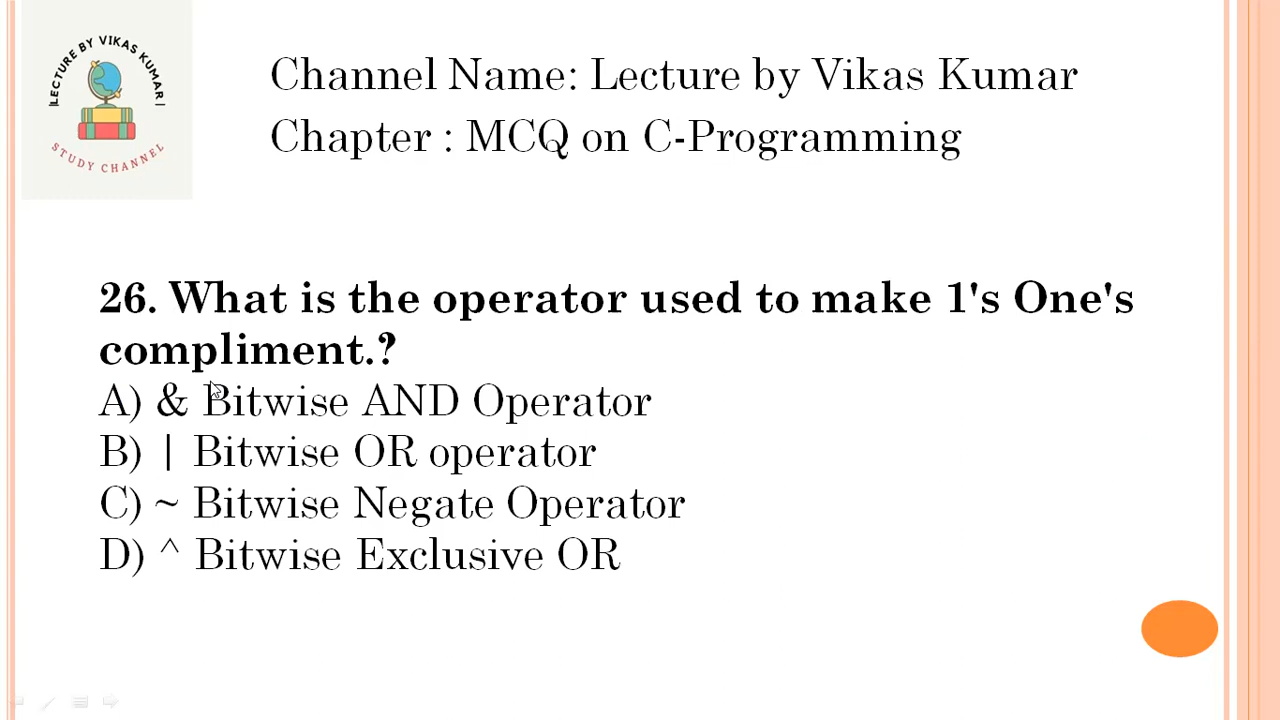 |LECTURE BY VIKAS KUMAR|
STUDY CHANNEL
Channel Name: Lecture by Vikas Kumar
Chapter : MCQ on C-Programming
26. What is the operator used to make 1's One's
compliment.?
A) & Bitwise AND Operator
B) | Bitwise OR operator
C) ~ Bitwise Negate Operator
D) ^ Bitwise Exclusive OR